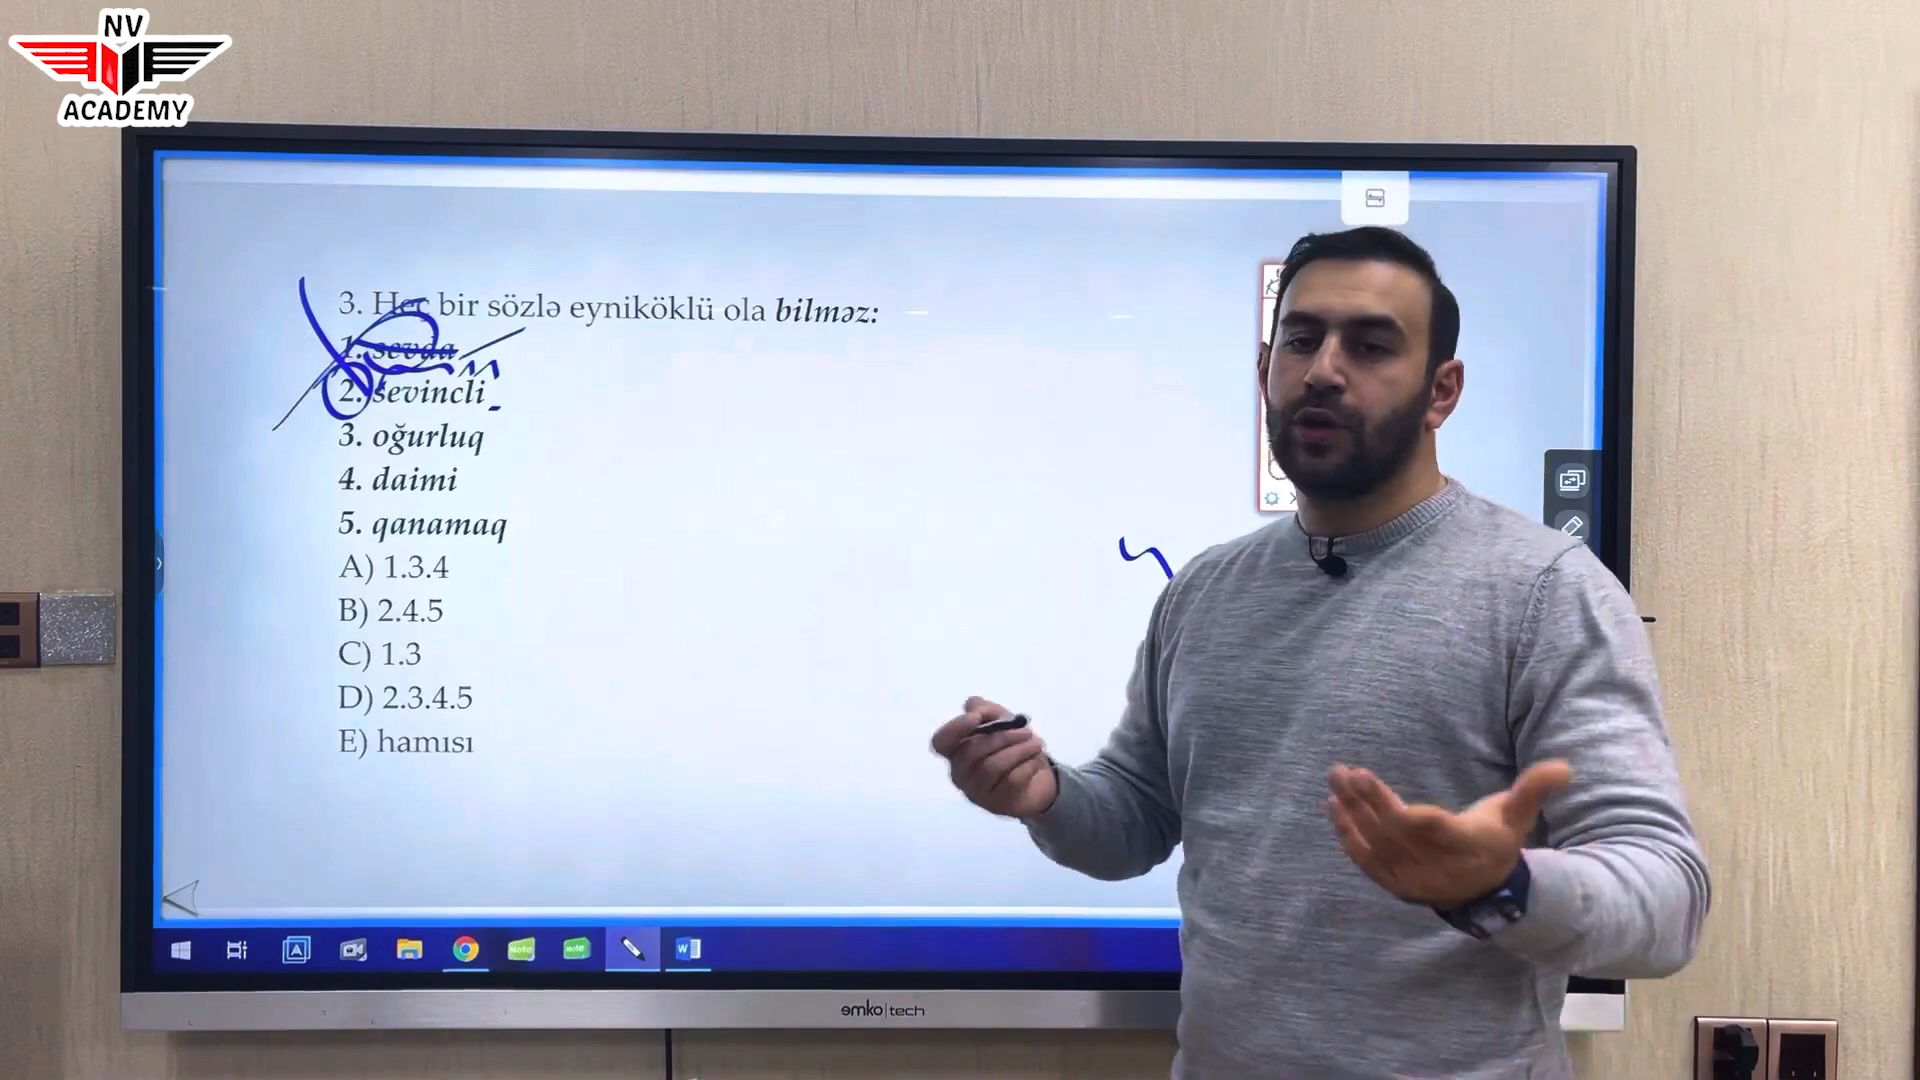 NV
ACADEMY
3. Heç bir sözlə eyniköklü ola bilməz:
1. sevda
2. sevincli
3. oğurluq
4. daimi
5. qanamaq
A) 1.3.4
B) 2.4.5
C) 1.3
D) 2.3.4.5
E) hamısı
emko|tech